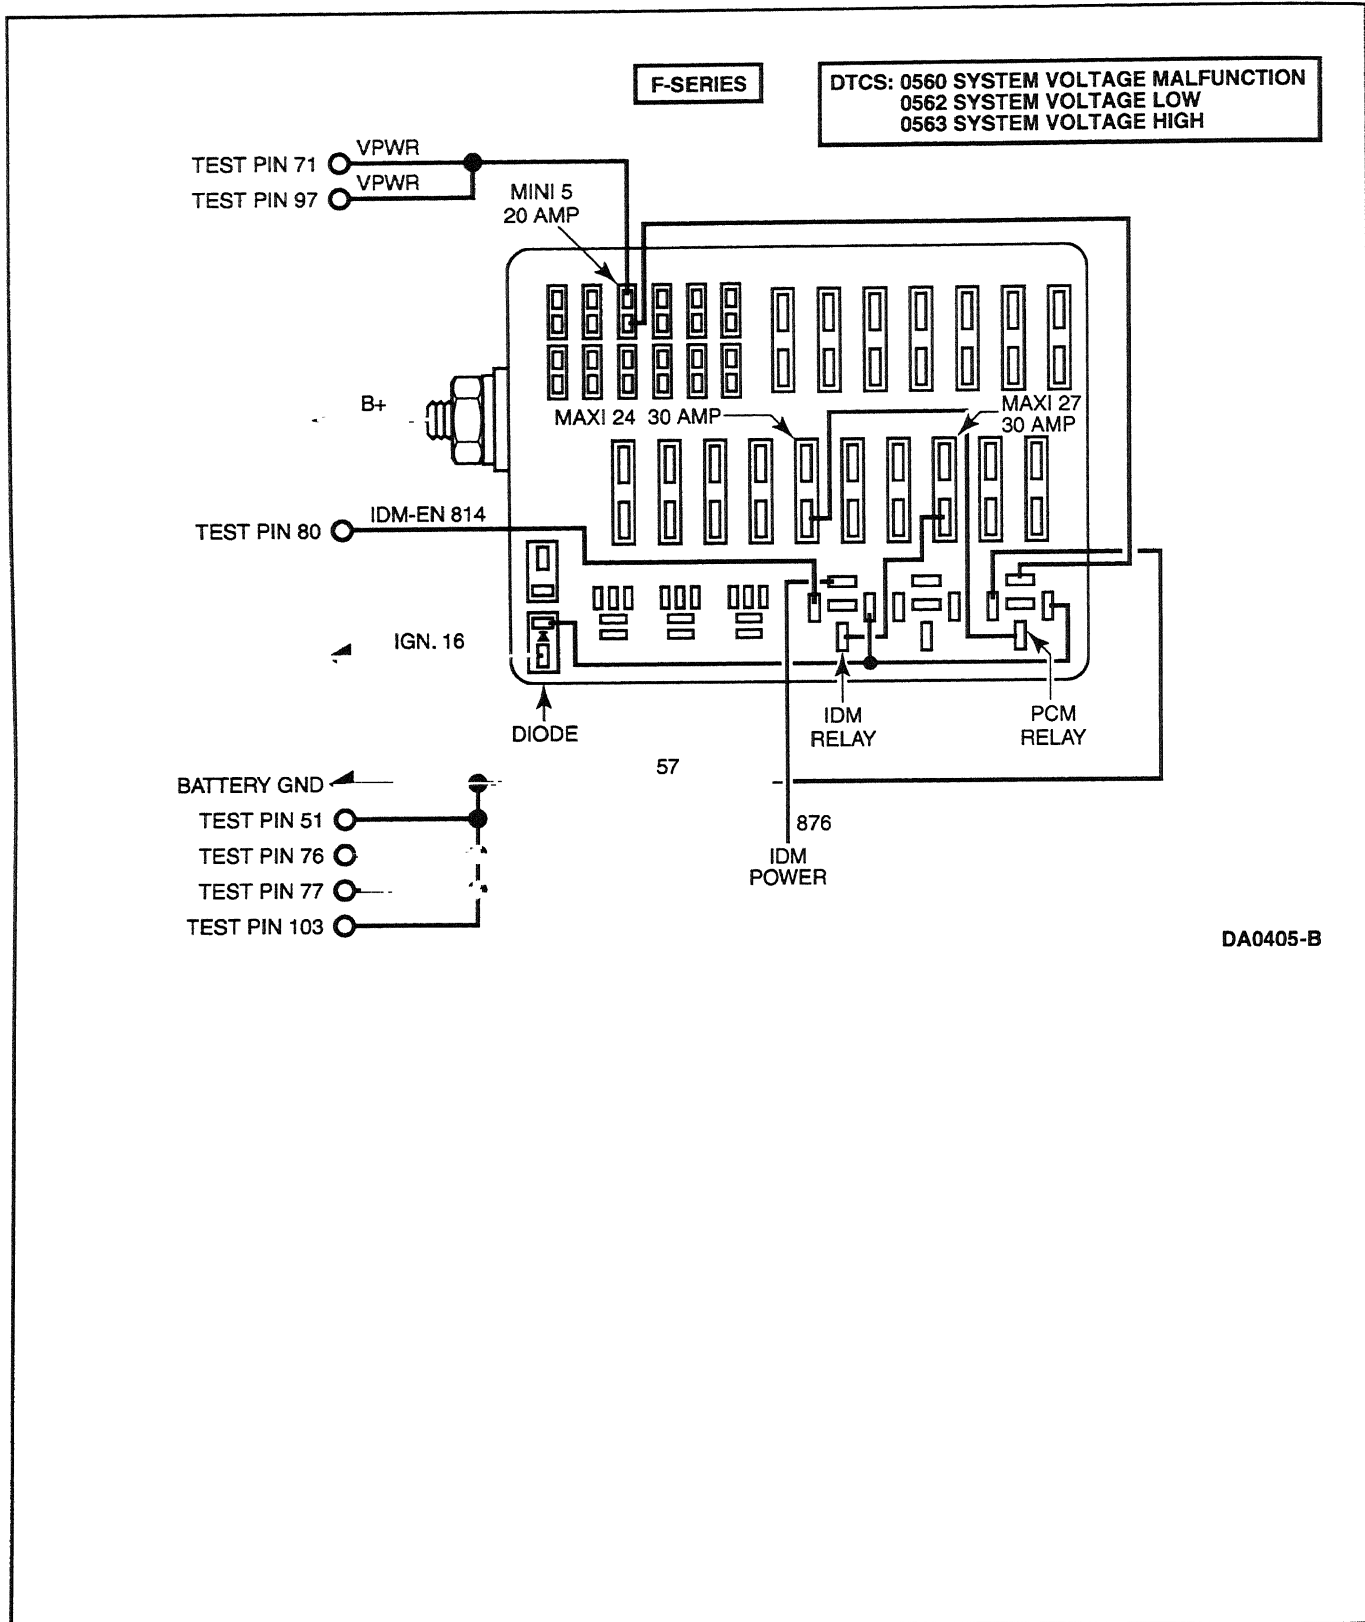 F-SERIES
DTCS: 0560 SYSTEM VOLTAGE MALFUNCTION
0562 SYSTEM VOLTAGE LOW
0563 SYSTEM VOLTAGE HIGH
TEST PIN 71
VPWR
TEST PIN 97
VPWR
MINI 5
20 AMP
B+
MAXI 24 30 AMP
MAXI 27
30 AMP
TEST PIN 80
IDM-EN 814
IGN. 16
DIODE
IDM
RELAY
PCM
RELAY
57
BATTERY GND
TEST PIN 51
TEST PIN 76
TEST PIN 77
TEST PIN 103
876
IDM
POWER
DA0405-B